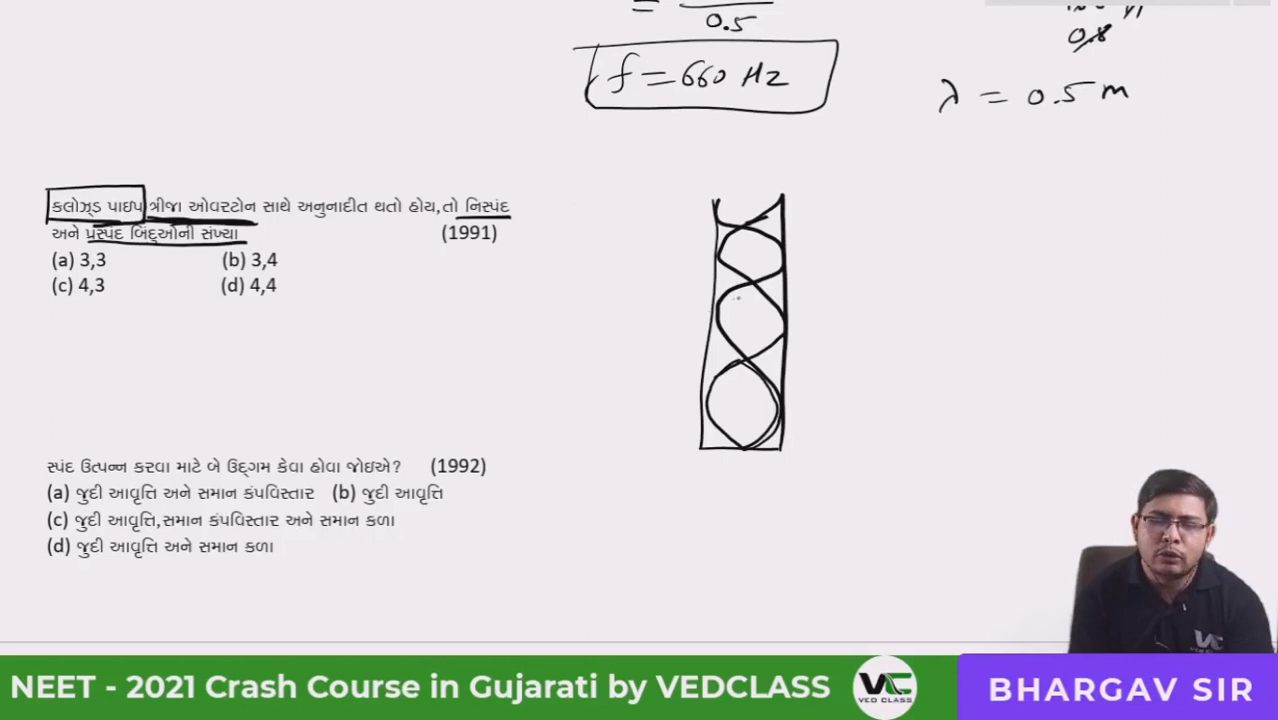 =
0.5
f = 660 Hz
0.8
λ = 0.5 m
ક્લોઝ્ડ પાઇપ ત્રીજા ઓવરટોન સાથે અનુનાદીત થતો હોય,તો નિસ્પંદ
અને પ્રસ્પંદ બિંદુઓની સંખ્યા (1991)
(a) 3,3 (b) 3,4
(c) 4,3 (d) 4,4
સ્પંદ ઉત્પન્ન કરવા માટે બે ઉદ્‌ગમ કેવા હોવા જોઇએ? (1992)
(a) જુદી આવૃત્તિ અને સમાન કંપવિસ્તાર (b) જુદી આવૃત્તિ
(c) જુદી આવૃત્તિ,સમાન કંપવિસ્તાર અને સમાન કળા
(d) જુદી આવૃત્તિ અને સમાન કળા
VC
NEET - 2021 Crash Course in Gujarati by VEDCLASS
VC
VED CLASS
BHARGAV SIR